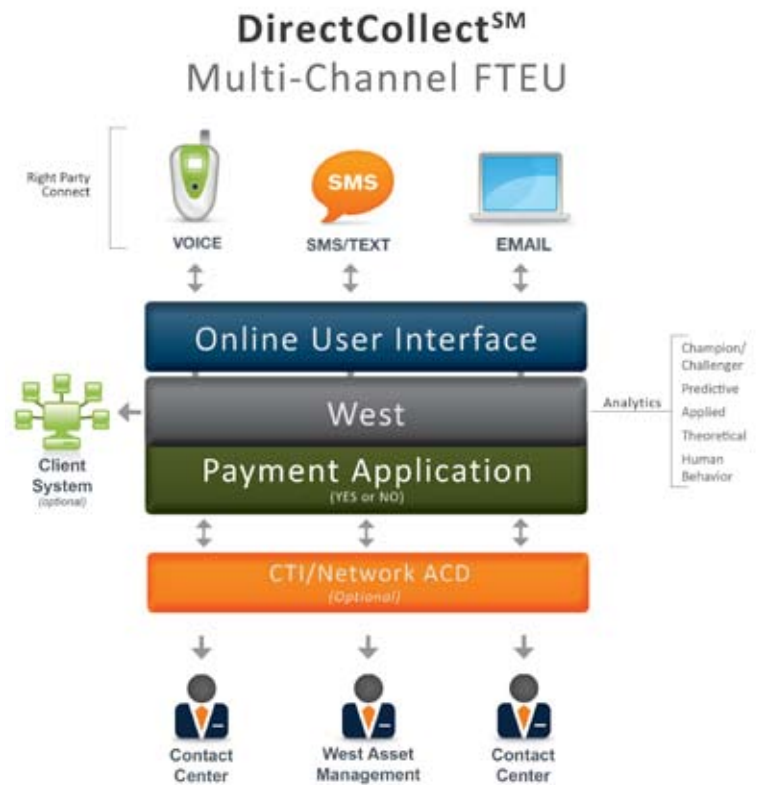 DirectCollect℠
Multi-Channel FTEU
Right Party
Connect
SMS
VOICE
SMS/TEXT
EMAIL
Online User Interface
West
Payment Application
(YES or NO)
Client
System
(optional)
Analytics
Champion/
Challenger
Predictive
Applied
Theoretical
Human
Behavior
CTI/Network ACD
(Optional)
Contact
Center
West Asset
Management
Contact
Center